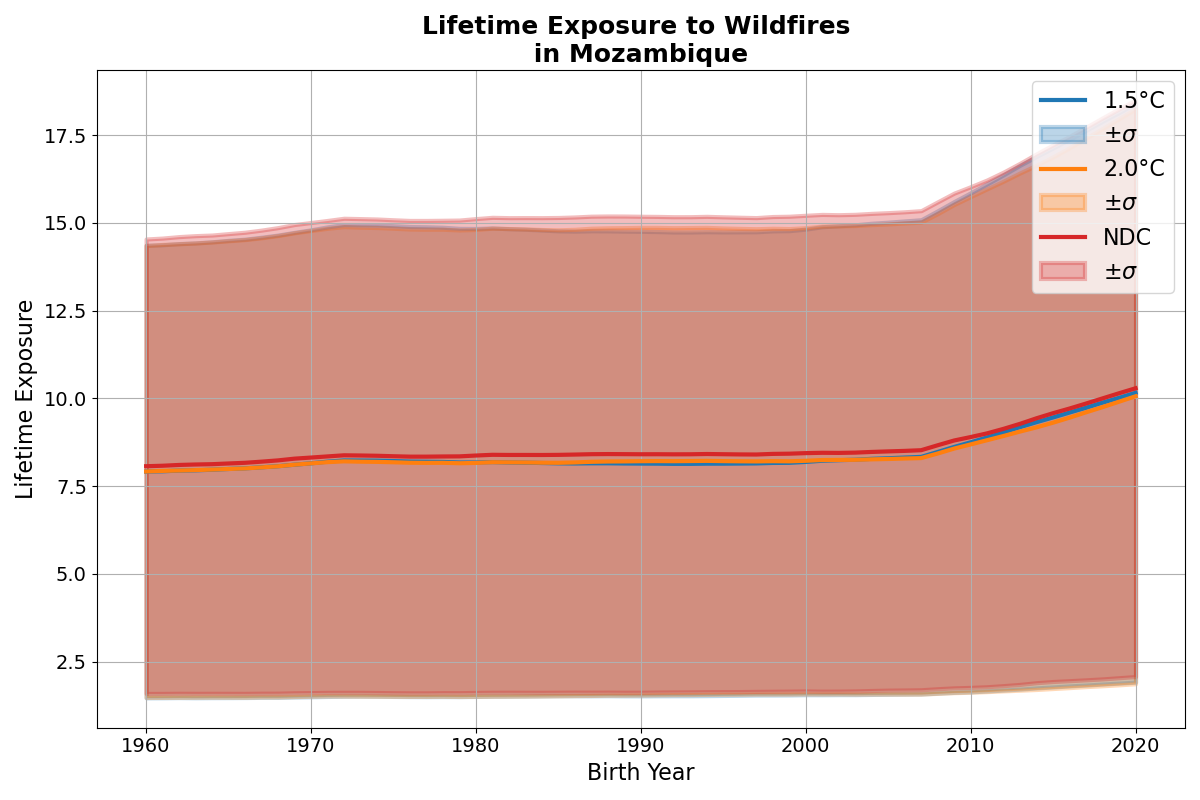 Lifetime Exposure to Wildfires
in Mozambique
Lifetime Exposure
17.5
15.0
12.5
10.0
7.5
5.0
2.5
1960 1970 1980 1990 2000 2010 2020
Birth Year
1.5°C
±σ
2.0°C
±σ
NDC
±σ